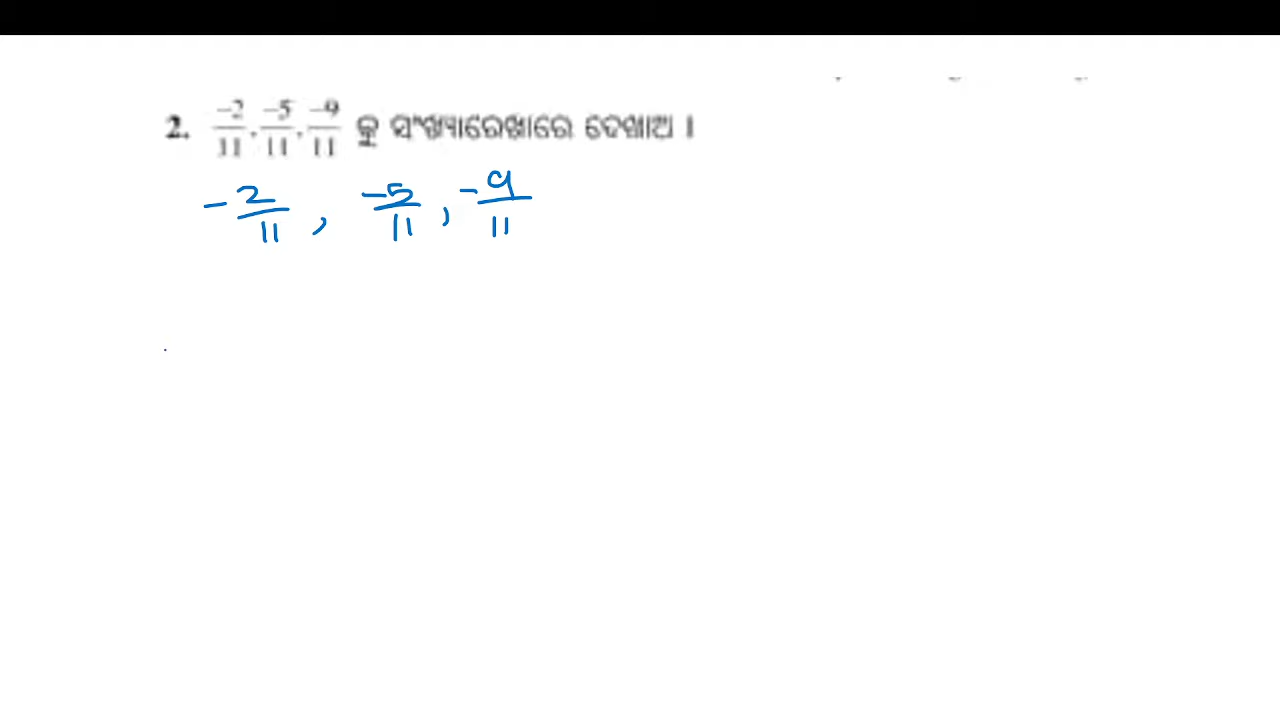 2. -2/11, -5/11, -9/11 କୁ ସଂଖ୍ୟାରେଖାରେ ଦେଖାଅ ।
-2/11, -5/11, -9/11